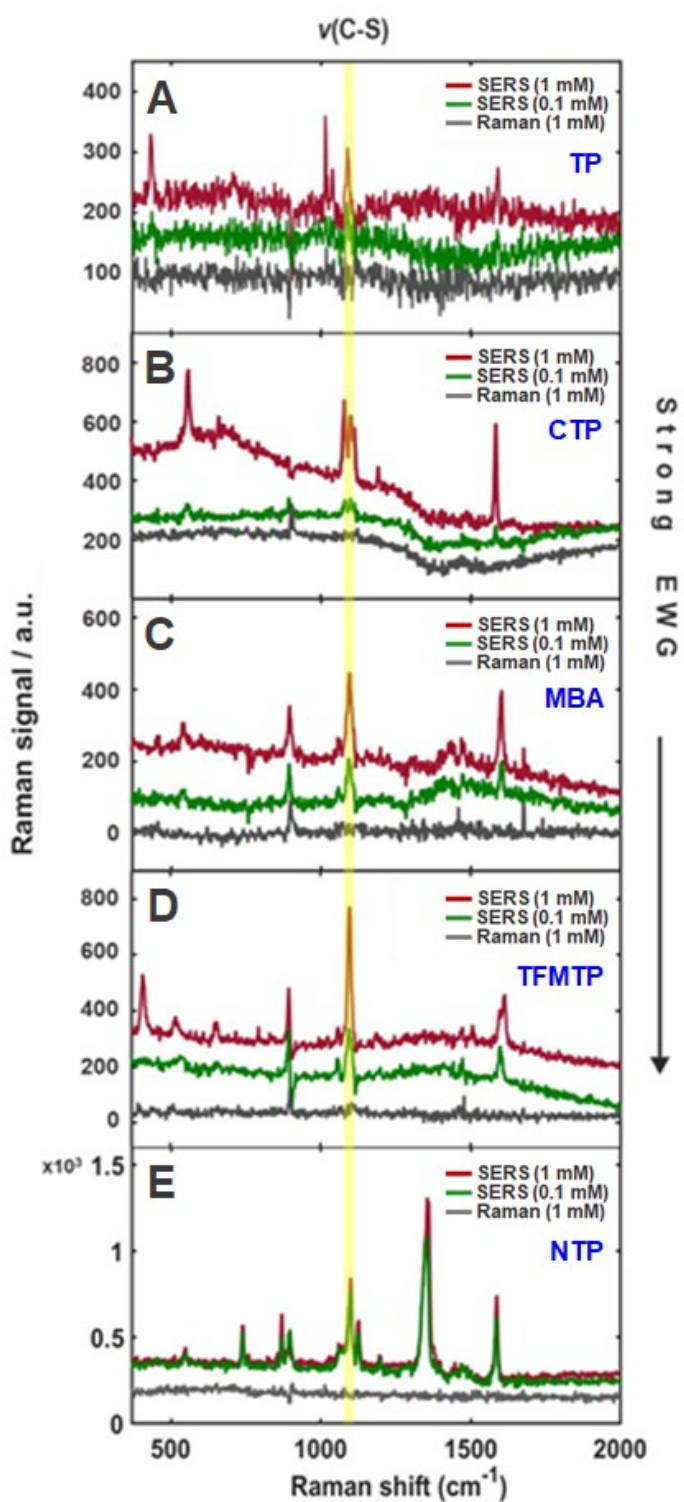 ν(C-S)
A
SERS (1 mM)
SERS (0.1 mM)
Raman (1 mM)
TP
400
300
200
100
B
SERS (1 mM)
SERS (0.1 mM)
Raman (1 mM)
CTP
800
600
400
200
C
SERS (1 mM)
SERS (0.1 mM)
Raman (1 mM)
MBA
600
400
200
0
D
SERS (1 mM)
SERS (0.1 mM)
Raman (1 mM)
TFMTP
800
600
400
200
0
E
SERS (1 mM)
SERS (0.1 mM)
Raman (1 mM)
NTP
x10³
1.5
1
0.5
0
500 1000 1500 2000
Raman shift (cm⁻¹)
Raman signal / a.u.
Strong EWG